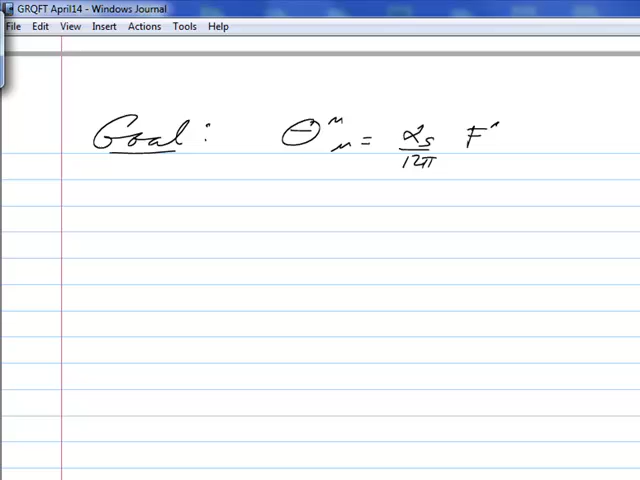 GRQFT April14 - Windows Journal
File Edit View Insert Actions Tools Help
Goal: Θ^μ_μ = α_s/12π F^